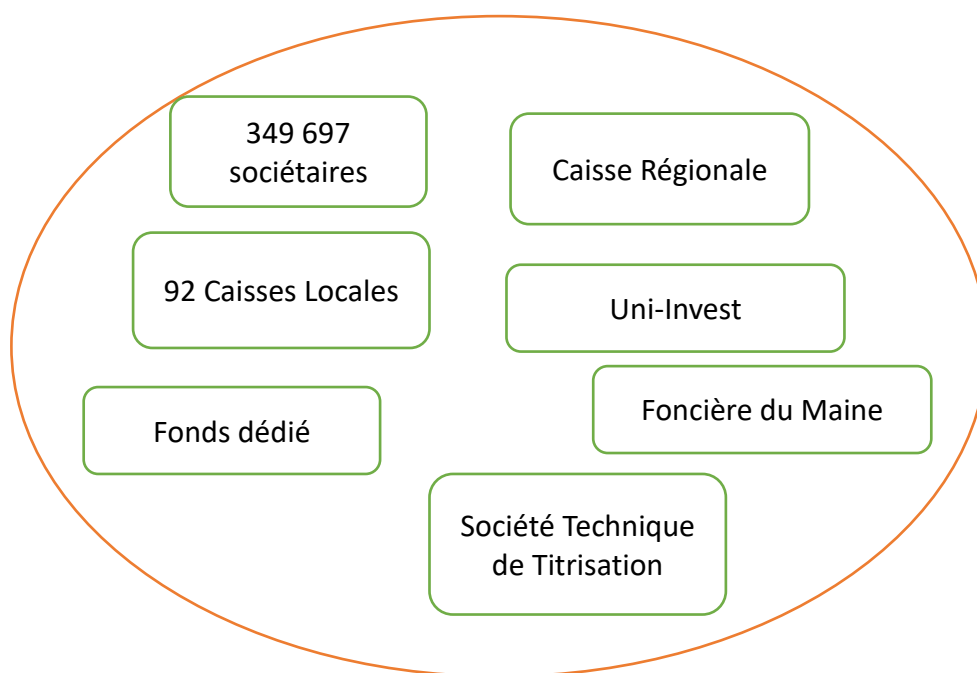 349 697
sociétaires
Caisse Régionale
92 Caisses Locales
Uni-Invest
Foncière du Maine
Fonds dédié
Société Technique
de Titrisation